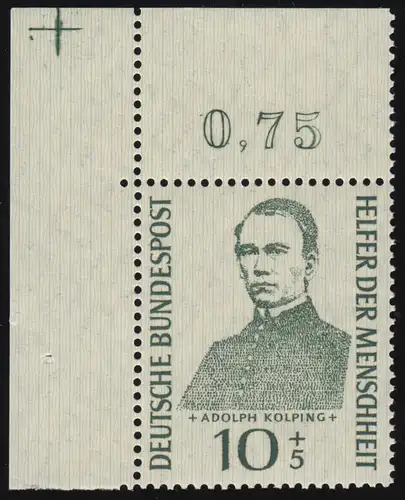 0,75
DEUTSCHE BUNDESPOST
HELFER DER MENSCHHEIT
+ ADOLPH KOLPING +
10+5